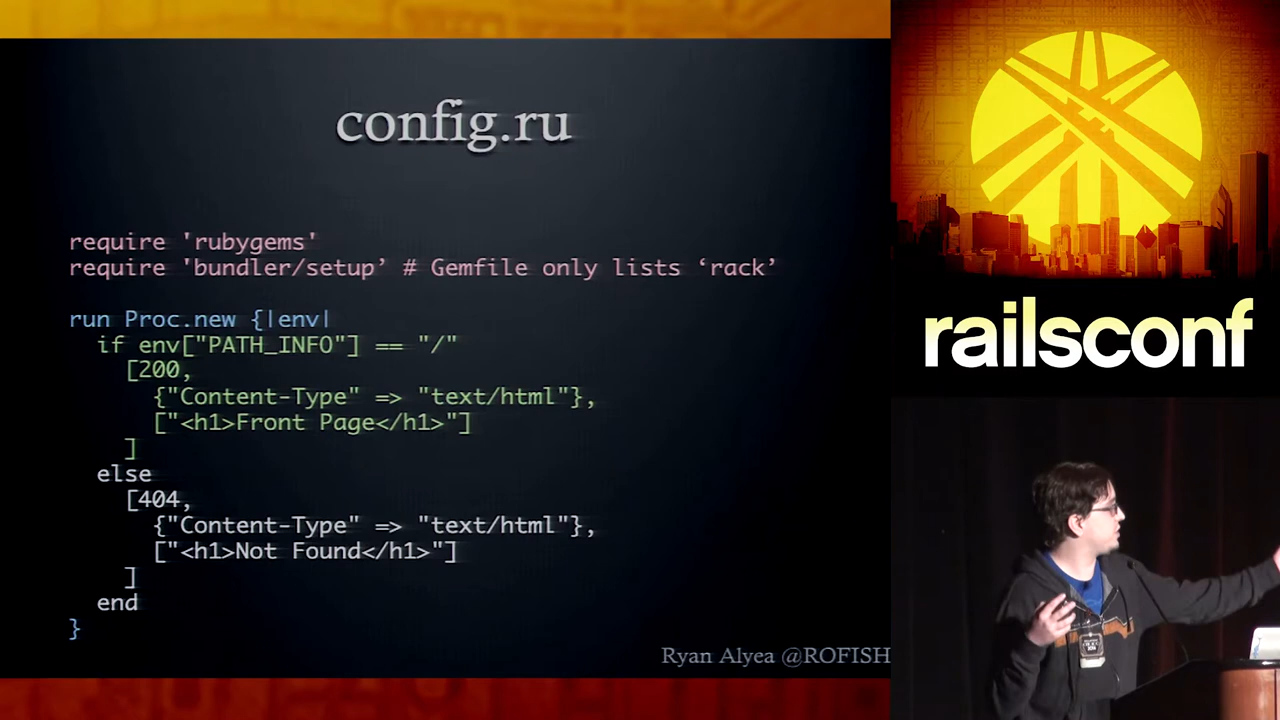 config.ru
require 'rubygems'
require 'bundler/setup’ # Gemfile only lists ‘rack’
run Proc.new {|env|
if env["PATH_INFO"] == "/"
[200,
{"Content-Type" => "text/html"},
["<h1>Front Page</h1>"]
]
else
[404,
{"Content-Type" => "text/html"},
["<h1>Not Found</h1>"]
]
end
}
Ryan Alyea @ROFISH
railsconf